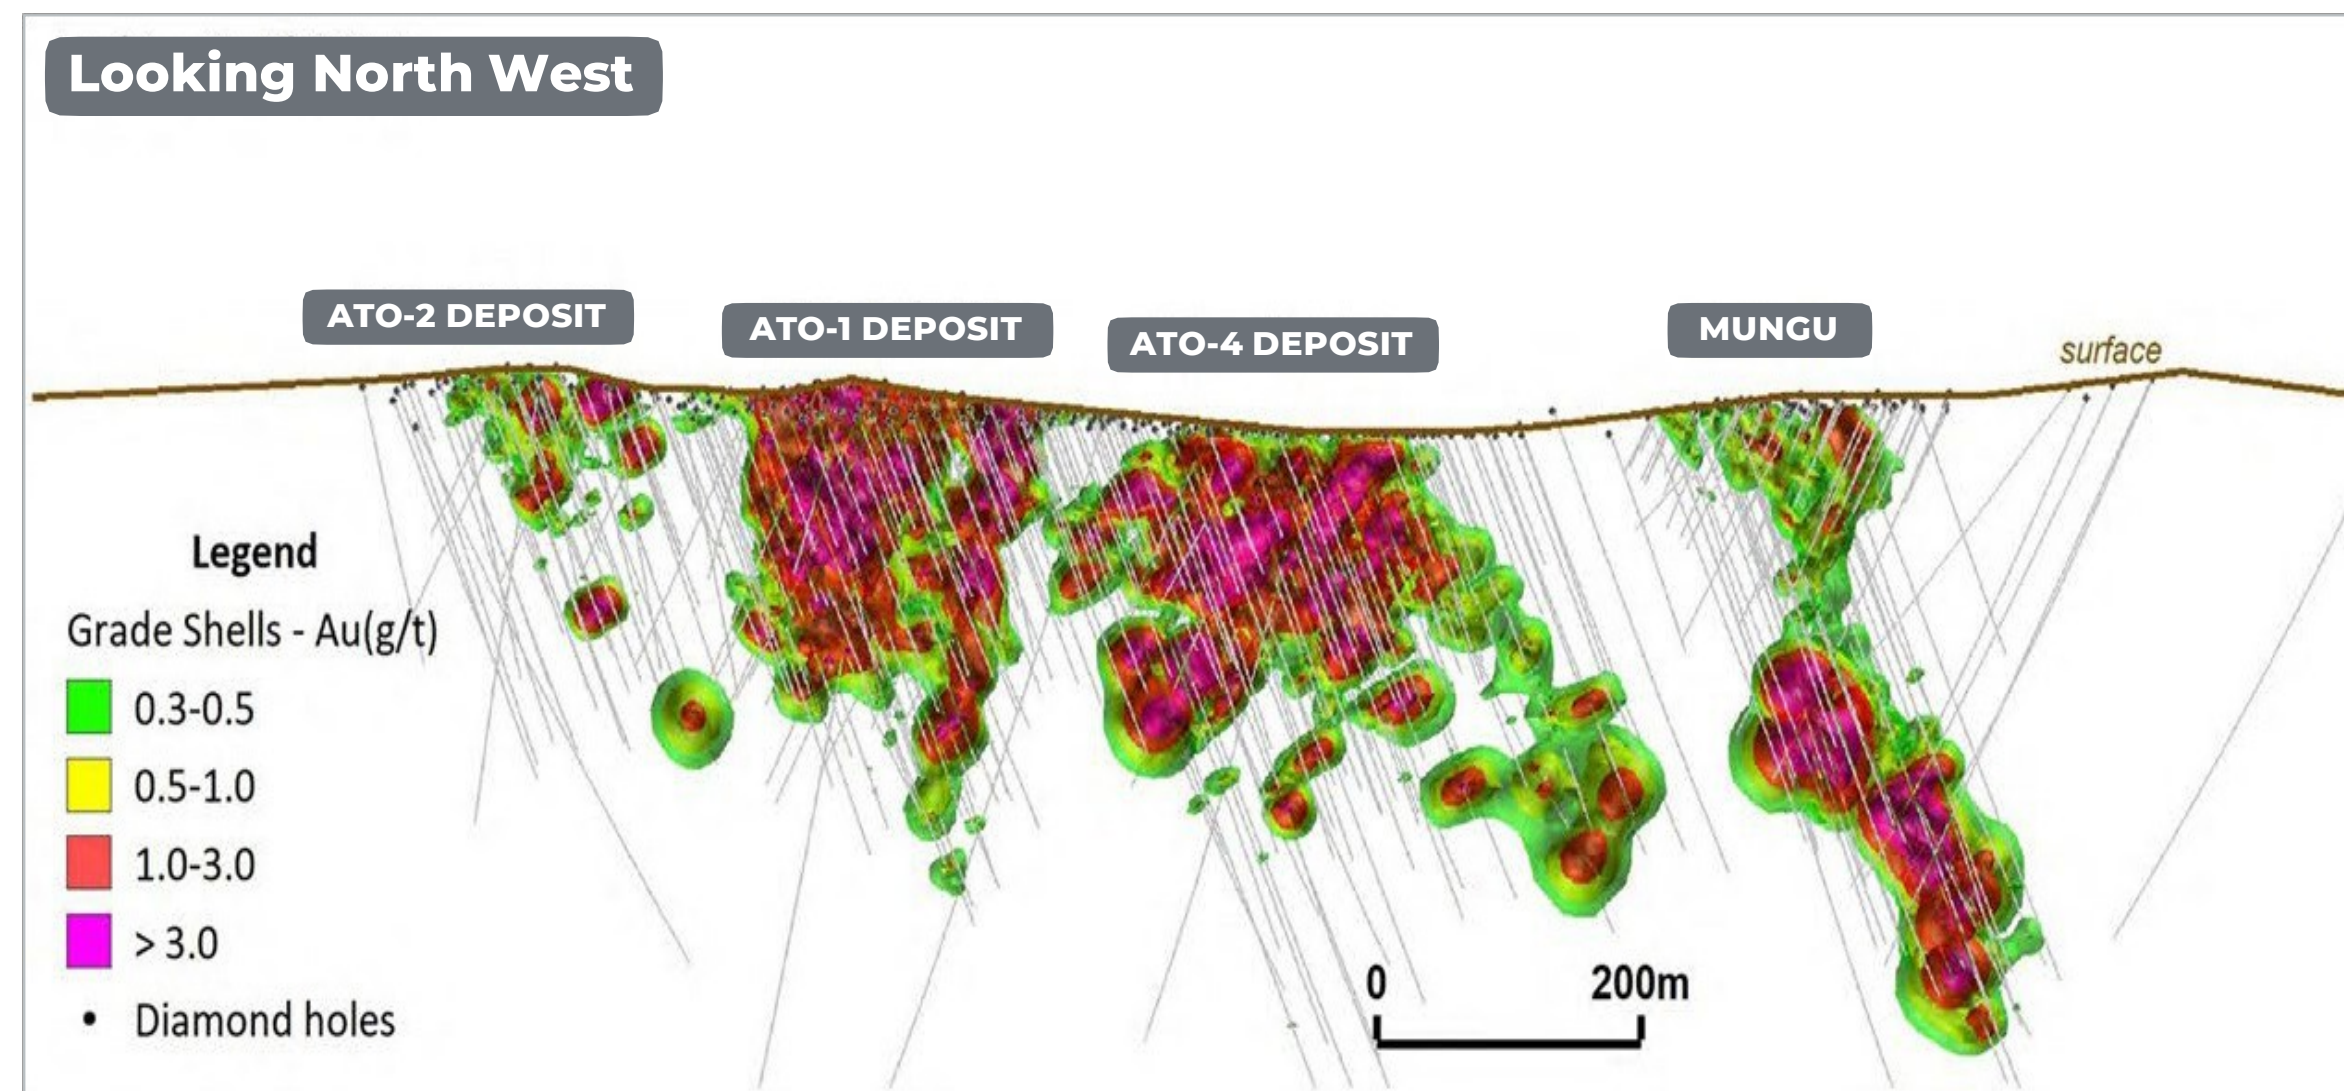 Looking North West
ATO-2 DEPOSIT
ATO-1 DEPOSIT
ATO-4 DEPOSIT
MUNGU
surface
Legend
Grade Shells - Au(g/t)
0.3-0.5
0.5-1.0
1.0-3.0
> 3.0
• Diamond holes
0 200m